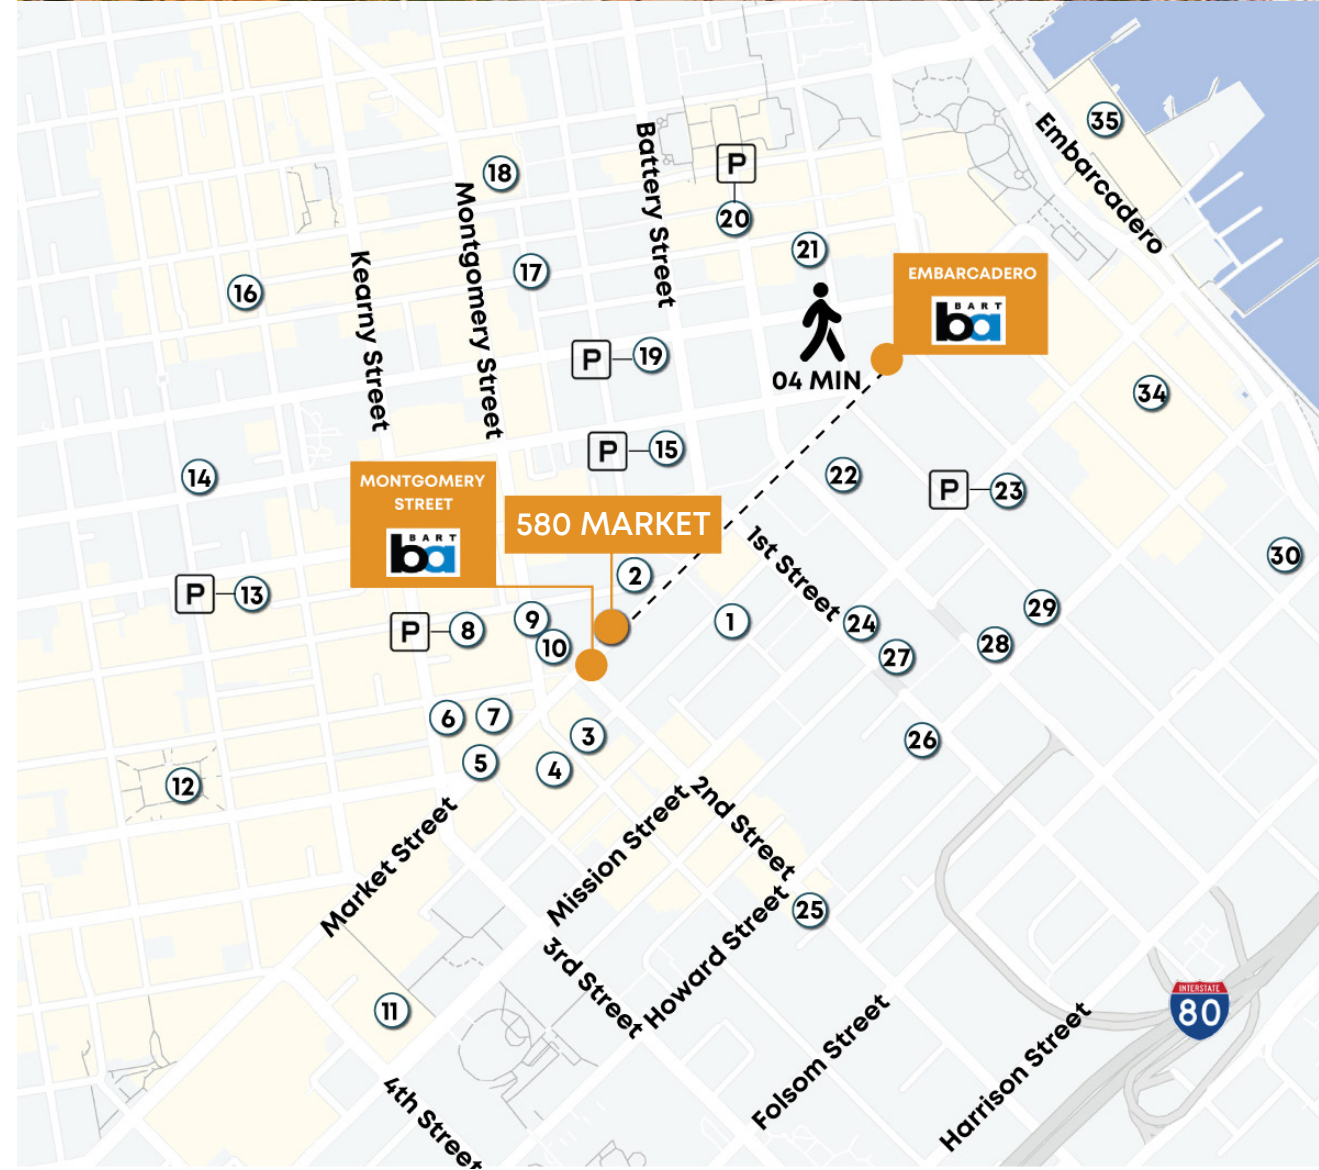 35
Embarcadero
Battery Street
P
20
18
Montgomery Street
21
17
EMBARCADERO
BART
ba
16
Kearny Street
P
19
04 MIN
34
P
15
14
22
P
23
MONTGOMERY
STREET
BART
ba
580 MARKET
1st Street
30
2
P
13
9
10
P
8
1
24
29
28
27
6
7
3
26
5
4
12
Market Street
Mission Street
2nd Street
25
Howard Street
3rd Street
11
INTERSTATE
80
Folsom Street
Harrison Street
4th Street